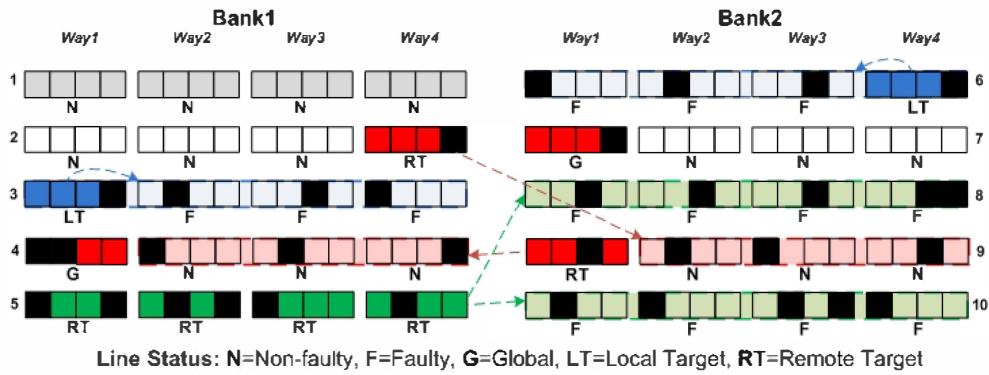 Bank1 Bank2
Way1 Way2 Way3 Way4 Way1 Way2 Way3 Way4
1 6
N N N N F F F LT
2 7
N N N RT G N N N
3 8
LT F F F F F F F
4 9
G N N N RT N N N
5 10
RT RT RT RT F F F F
Line Status: N=Non-faulty, F=Faulty, G=Global, LT=Local Target, RT=Remote Target